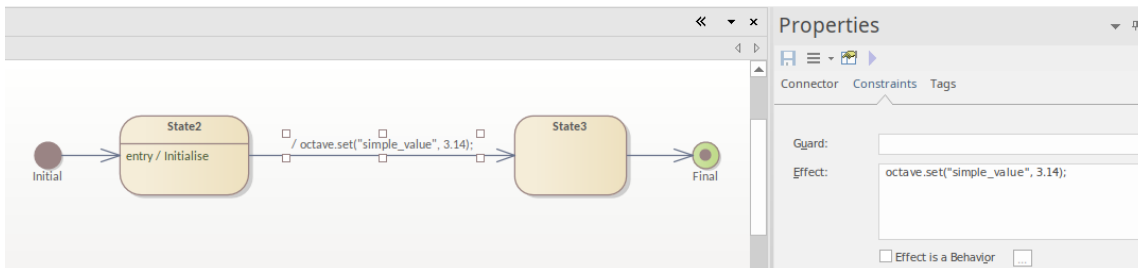 Properties
Connector Constraints Tags
State2
entry / Initialise
/ octave.set("simple_value", 3.14);
State3
Initial
Final
Guard:
Effect:
octave.set("simple_value", 3.14);
Effect is a Behavior
...